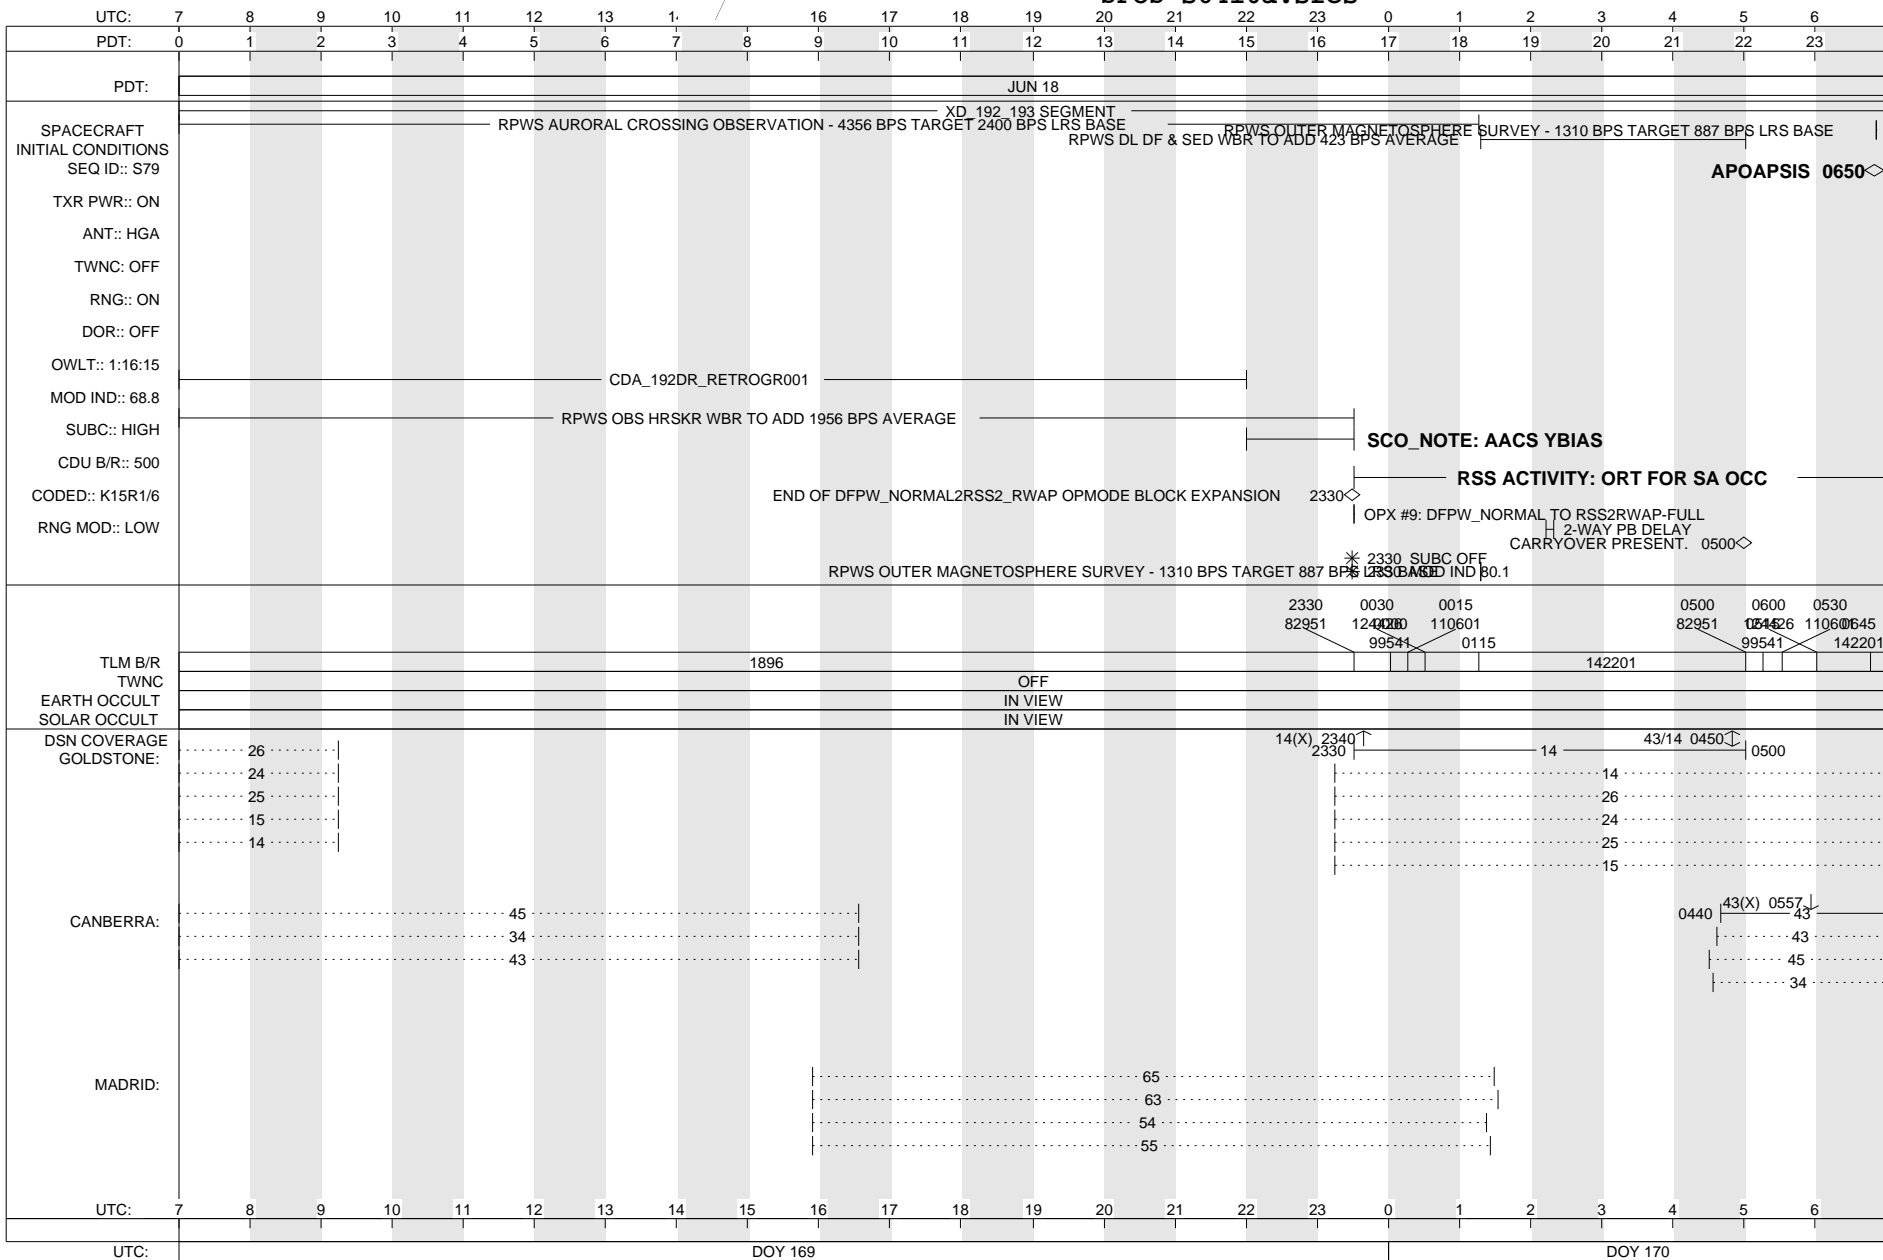 UTC: 7 8 9 10 11 12 13 16 17 18 19 20 21 22 23 0 1 2 3 4 5 6
PDT: 0 1 2 3 4 5 6 7 8 9 10 11 12 13 14 15 16 17 18 19 20 21 22 23
PDT: JUN 18
XD_192_193 SEGMENT
RPWS AURORAL CROSSING OBSERVATION - 4356 BPS TARGET 2400 BPS LRS BASE
RPWS OUTER MAGNETOSPHERE SURVEY - 1310 BPS TARGET 887 BPS LRS BASE
RPWS DL DF & SED WBR TO ADD 423 BPS AVERAGE
SPACECRAFT
INITIAL CONDITIONS
SEQ ID:: S79
APOAPSIS 0650
TXR PWR:: ON
ANT:: HGA
TWNC: OFF
RNG:: ON
DOR:: OFF
OWLT:: 1:16:15
CDA_192DR_RETROGR001
MOD IND:: 68.8
RPWS OBS HRSKR WBR TO ADD 1956 BPS AVERAGE
SUBC:: HIGH
SCO_NOTE: AACS YBIAS
CDU B/R:: 500
RSS ACTIVITY: ORT FOR SA OCC
CODED:: K15R1/6
END OF DFPW_NORMAL2RSS2_RWAP OPMODE BLOCK EXPANSION 2330
OPX #9: DFPW_NORMAL TO RSS2RWAP-FULL
RNG MOD:: LOW
2-WAY PB DELAY
CARRYOVER PRESENT. 0500
2330 SUBC OFF
RPWS OUTER MAGNETOSPHERE SURVEY - 1310 BPS TARGET 887 BPS LRS BASE
2330 MOD IND 80.1
2330 0030 0015 0500 0600 0530
82951 124426 110601 82951 124426 110601 0645
99541 0115 99541 142201
TLM B/R 1896 142201
TWNC OFF
EARTH OCCULT IN VIEW
SOLAR OCCULT IN VIEW
DSN COVERAGE
GOLDSTONE:
14(X) 2340 43/14 0450
26 2330 14 0500
24 14
25 26
15 24
14 25
15
CANBERRA:
43(X) 0557
45 0440 43
34 43
43 45
34
MADRID:
65
63
54
55
UTC: 7 8 9 10 11 12 13 14 15 16 17 18 19 20 21 22 23 0 1 2 3 4 5 6
UTC: DOY 169 DOY 170